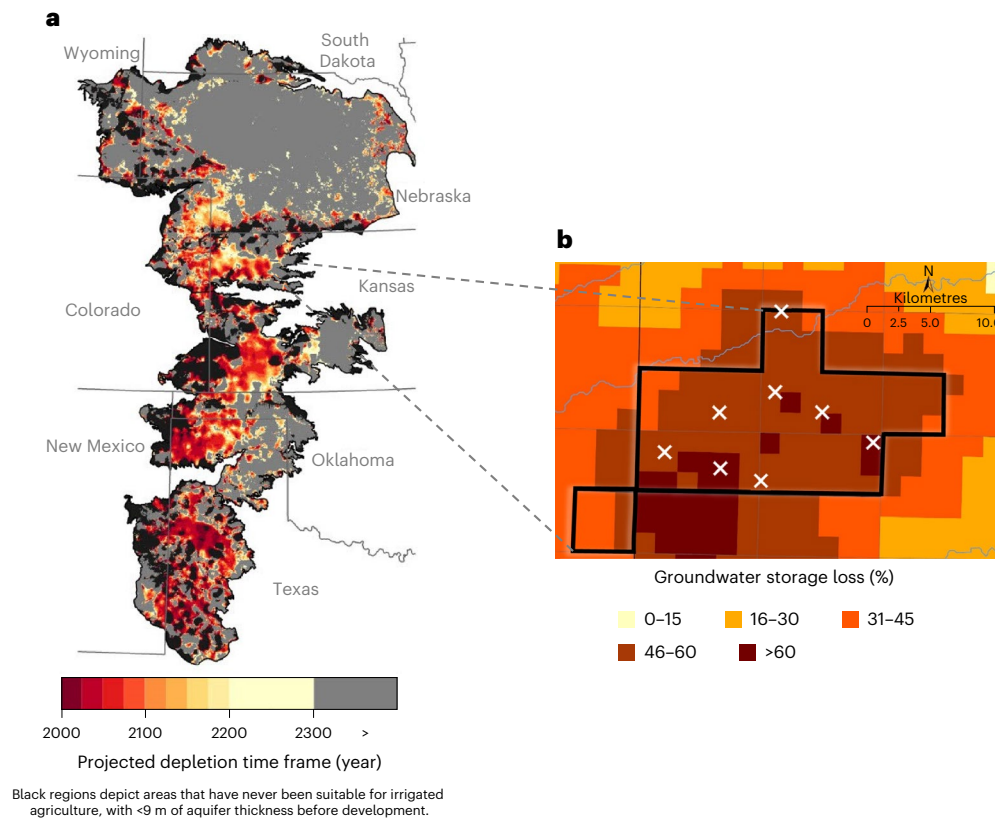 a
Wyoming
South
Dakota
Nebraska
Colorado
Kansas
New Mexico
Oklahoma
Texas
2000
2100
2200
2300
>
Projected depletion time frame (year)
Black regions depict areas that have never been suitable for irrigated
agriculture, with <9 m of aquifer thickness before development.
b
N
Kilometres
0 2.5 5.0 10.0
Groundwater storage loss (%)
0–15
16–30
31–45
46–60
>60